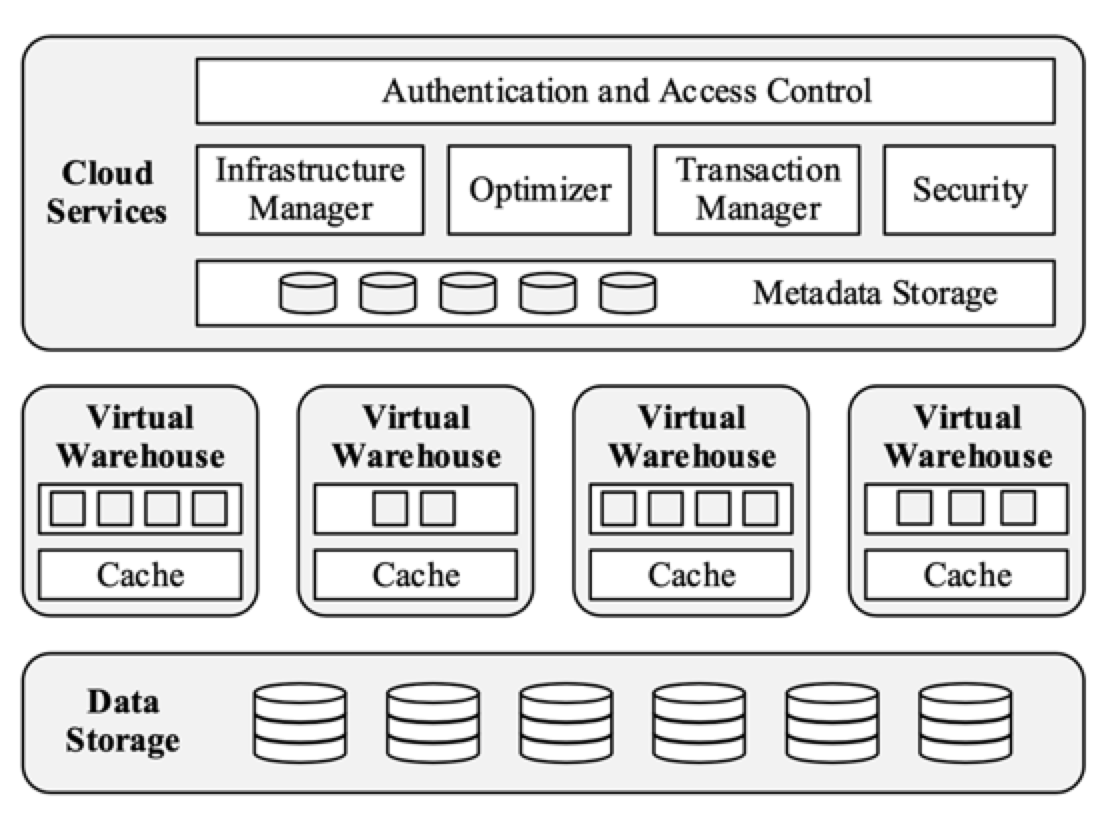 Authentication and Access Control
Cloud
Services
Infrastructure
Manager
Optimizer
Transaction
Manager
Security
Metadata Storage
Virtual
Warehouse
Cache
Virtual
Warehouse
Cache
Virtual
Warehouse
Cache
Virtual
Warehouse
Cache
Data
Storage